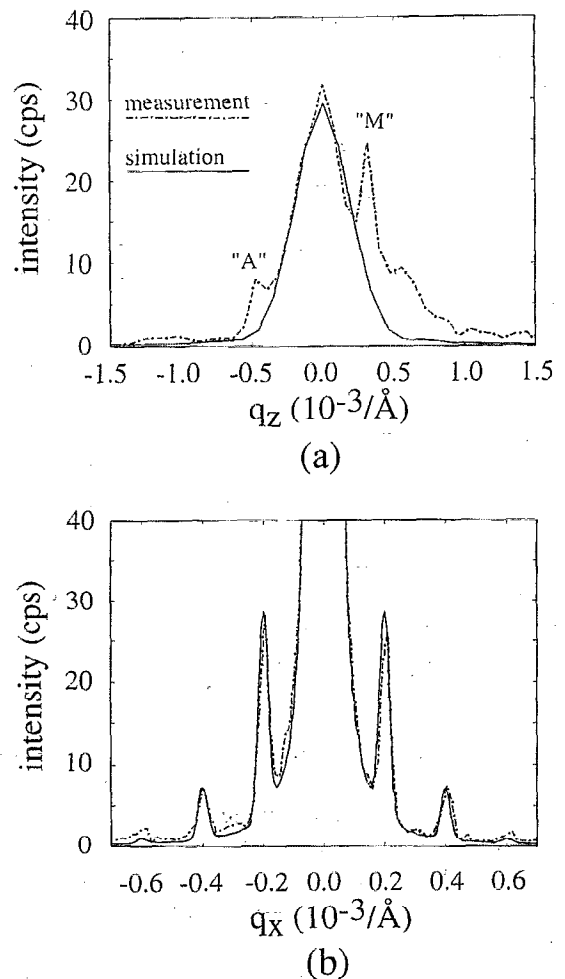 40
30
20
10
0
intensity (cps)
measurement
simulation
"A"
"M"
-1.5 -1.0 -0.5 0.0 0.5 1.0 1.5
qz (10-3/Å)
(a)
40
30
20
10
0
intensity (cps)
-0.6 -0.4 -0.2 0.0 0.2 0.4 0.6
qx (10-3/Å)
(b)